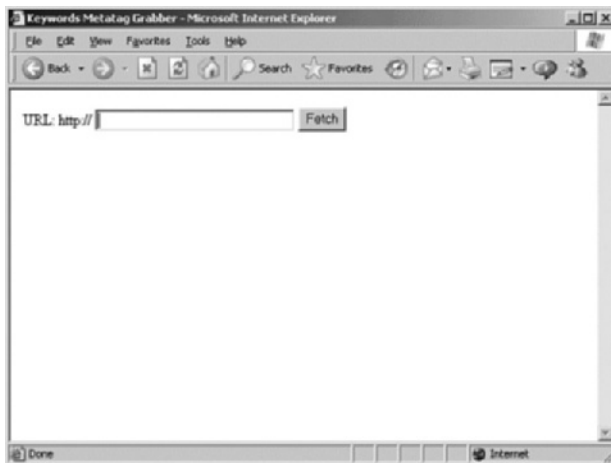 Keywords Metatag Grabber - Microsoft Internet Explorer
File Edit View Favorites Tools Help
Back Search Favorites
URL: http:// Fetch
Done Internet